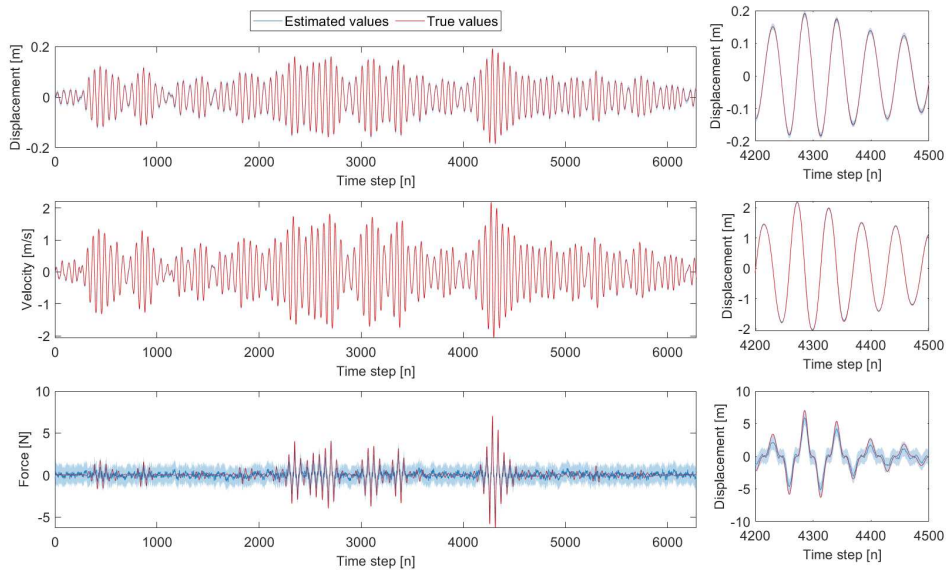 Estimated values True values
Displacement [m]
0.2
0
-0.2
0 1000 2000 3000 4000 5000 6000
Time step [n]
Displacement [m]
0.2
0.1
0
-0.1
-0.2
4200 4300 4400 4500
Time step [n]
Velocity [m/s]
2
1
0
-1
-2
0 1000 2000 3000 4000 5000 6000
Time step [n]
Displacement [m]
2
1
0
-1
-2
4200 4300 4400 4500
Time step [n]
Force [N]
10
5
0
-5
0 1000 2000 3000 4000 5000 6000
Time step [n]
Displacement [m]
10
5
0
-5
-10
4200 4300 4400 4500
Time step [n]